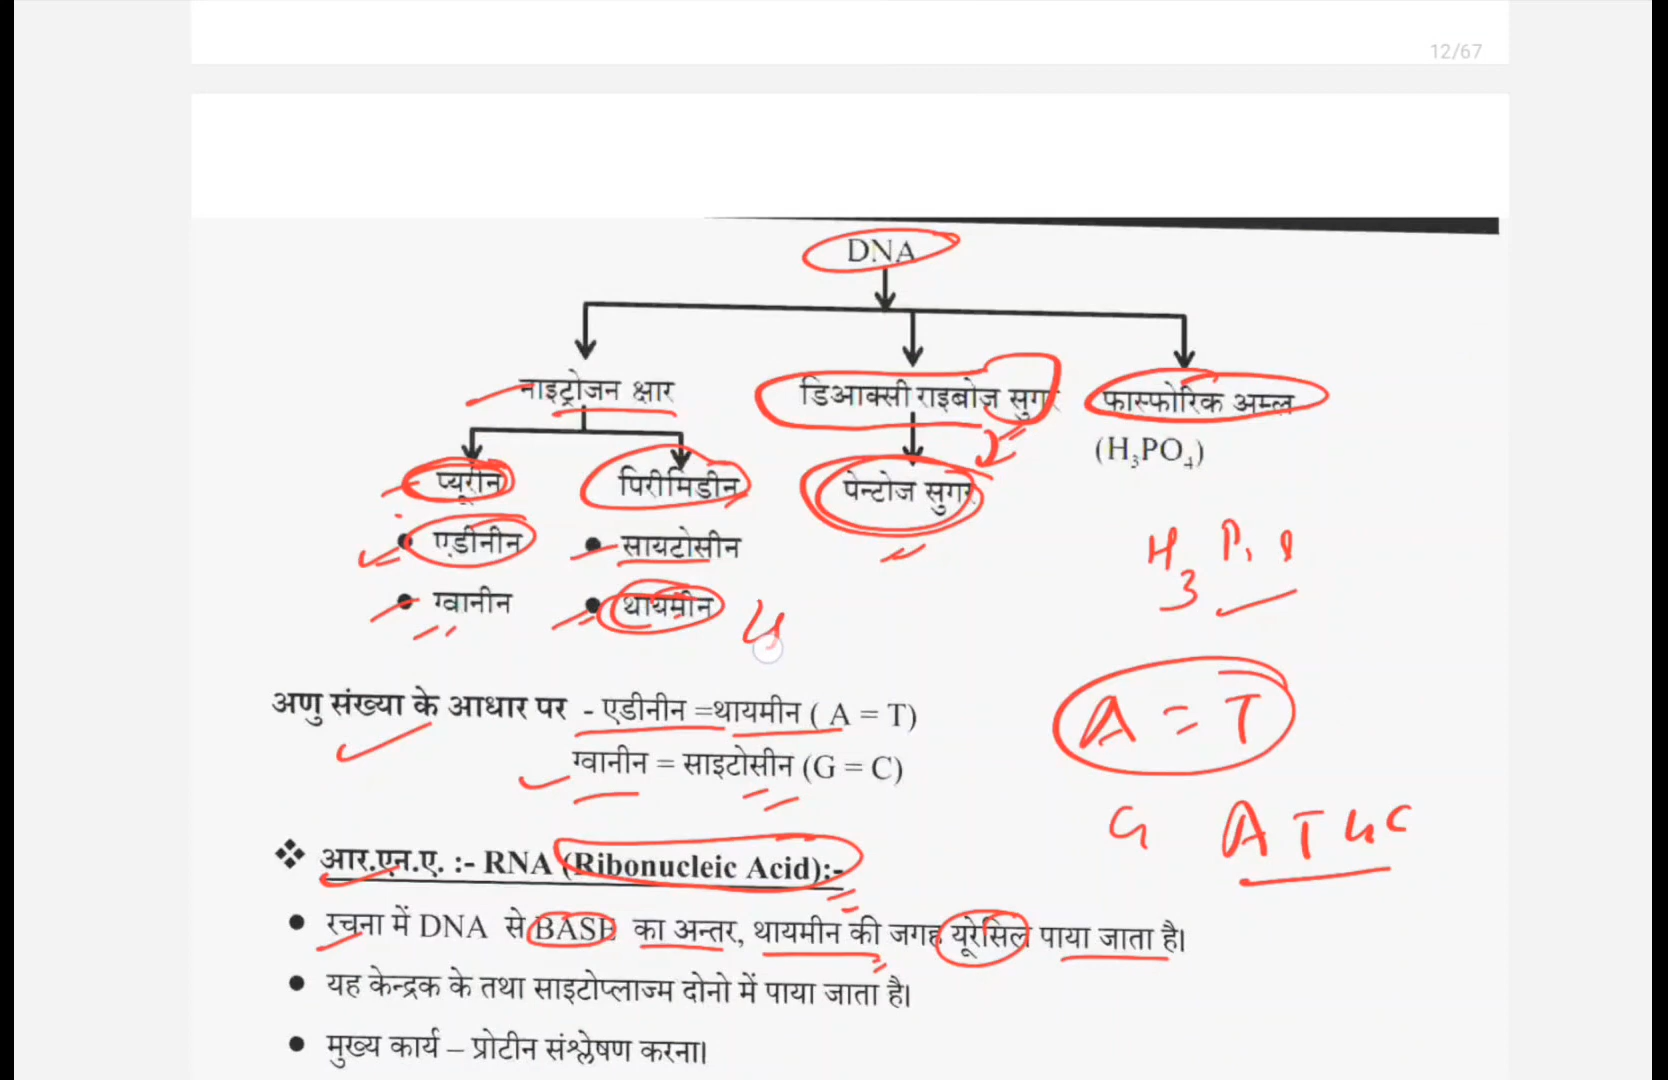 12/67
DNA
नाइट्रोजन क्षार
डिआक्सी राइबोज सुगर
फास्फोरिक अम्ल
(H₃PO₄)
प्यूरीन
पिरीमिडीन
पेन्टोज सुगर
एडीनीन
सायटोसीन
ग्वानीन
थायमीन
U
H₃ P
अणु संख्या के आधार पर - एडीनीन =थायमीन ( A = T)
A = T
ग्वानीन = साइटोसीन (G = C)
G A T G C
❖ आर.एन.ए. :- RNA (Ribonucleic Acid):-
● रचना में DNA से BASE का अन्तर, थायमीन की जगह यूरेसिल पाया जाता है।
● यह केन्द्रक के तथा साइटोप्लाज्म दोनो में पाया जाता है।
● मुख्य कार्य – प्रोटीन संश्लेषण करना।